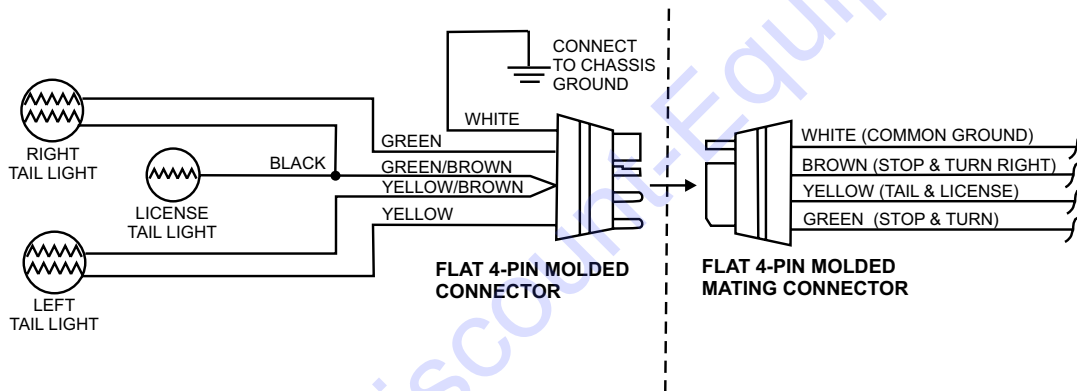 CONNECT
TO CHASSIS
GROUND
WHITE
GREEN
BLACK
GREEN/BROWN
YELLOW/BROWN
YELLOW
RIGHT
TAIL LIGHT
LICENSE
TAIL LIGHT
LEFT
TAIL LIGHT
FLAT 4-PIN MOLDED
CONNECTOR
WHITE (COMMON GROUND)
BROWN (STOP & TURN RIGHT)
YELLOW (TAIL & LICENSE)
GREEN (STOP & TURN)
FLAT 4-PIN MOLDED
MATING CONNECTOR
iscount-Equip